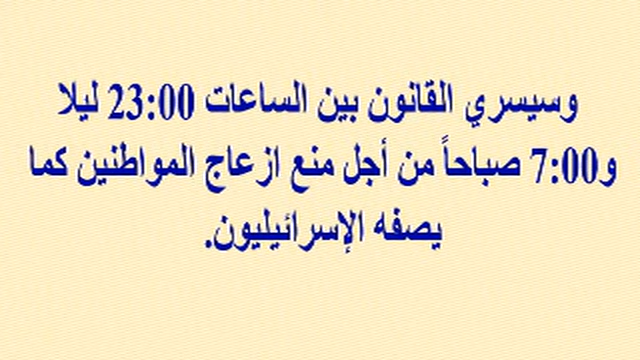 وسيسري القانون بين الساعات 23:00 ليلا
و7:00 صباحاً من أجل منع ازعاج المواطنين كما
يصفه الإسرائيليون.